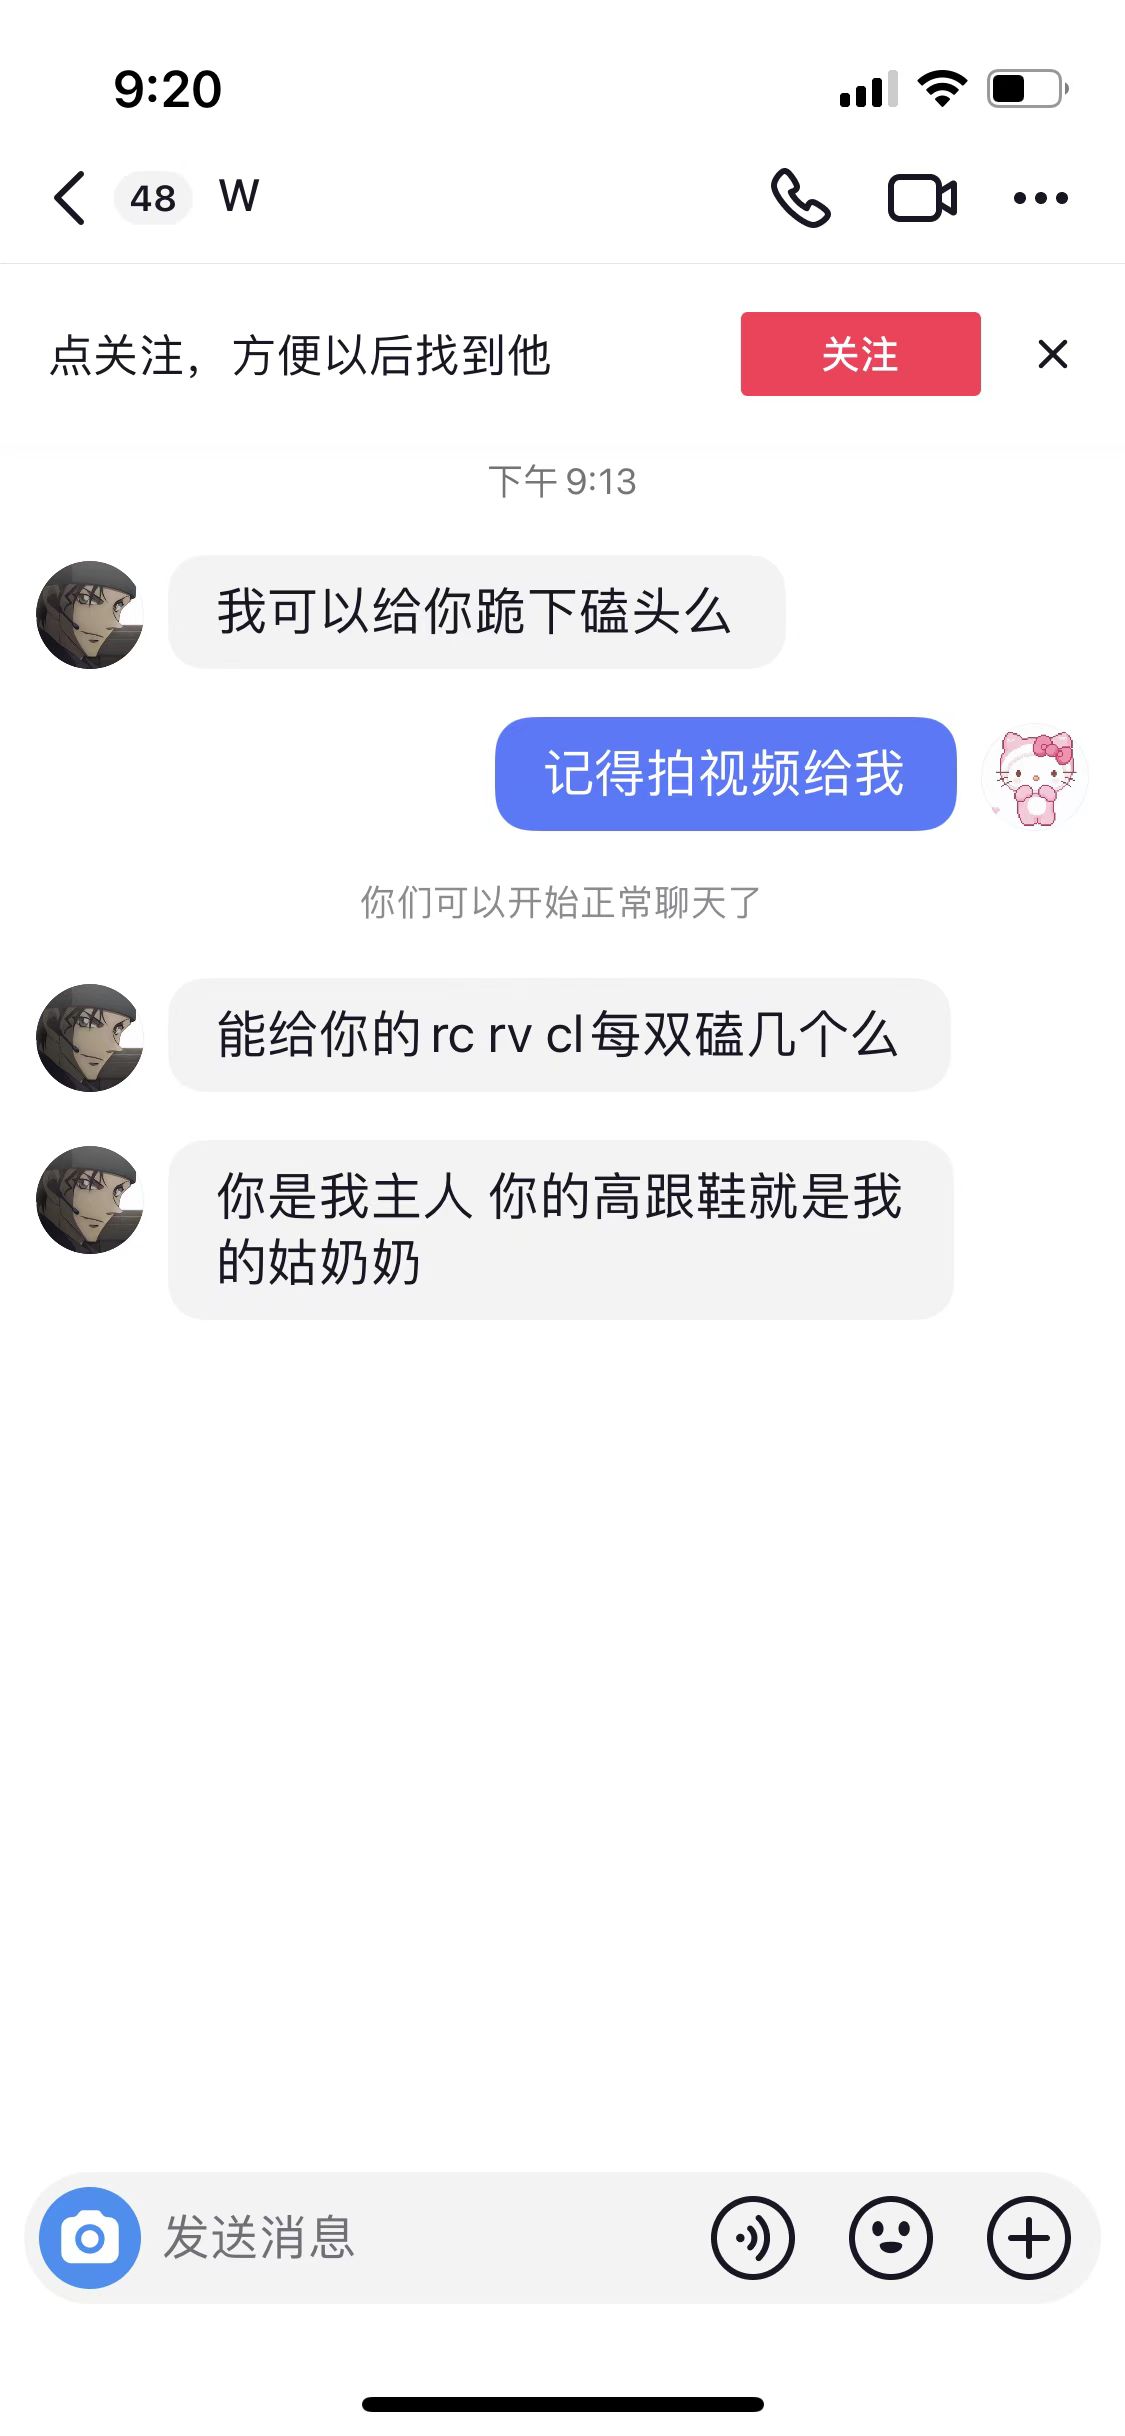 9:20
48 W
点关注，方便以后找到他
关注
下午 9:13
我可以给你跪下磕头么
记得拍视频给我
你们可以开始正常聊天了
能给你的rc rv cl每双磕几个么
你是我主人 你的高跟鞋就是我
的姑奶奶
发送消息